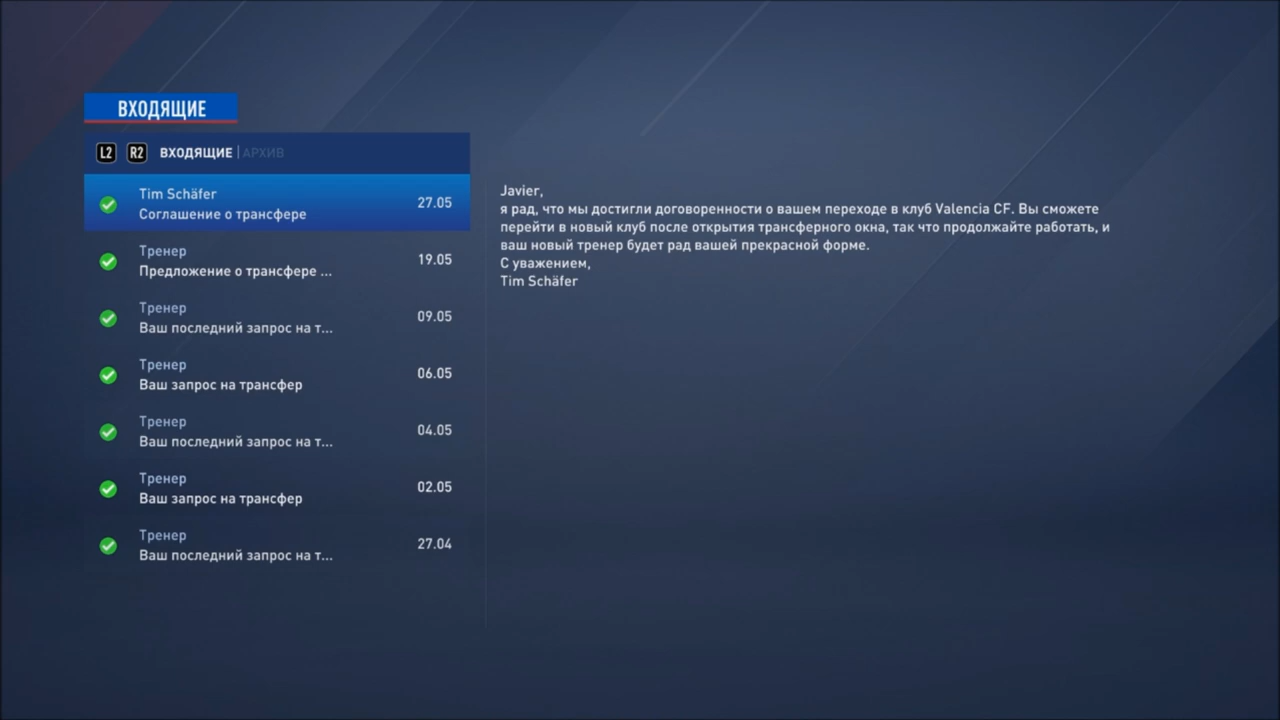 ВХОДЯЩИЕ
L2 R2 ВХОДЯЩИЕ | АРХИВ
Tim Schäfer
Соглашение о трансфере
27.05
Тренер
Предложение о трансфере ...
19.05
Тренер
Ваш последний запрос на т...
09.05
Тренер
Ваш запрос на трансфер
06.05
Тренер
Ваш последний запрос на т...
04.05
Тренер
Ваш запрос на трансфер
02.05
Тренер
Ваш последний запрос на т...
27.04
Javier,
я рад, что мы достигли договоренности о вашем переходе в клуб Valencia CF. Вы сможете
перейти в новый клуб после открытия трансферного окна, так что продолжайте работать, и
ваш новый тренер будет рад вашей прекрасной форме.
С уважением,
Tim Schäfer